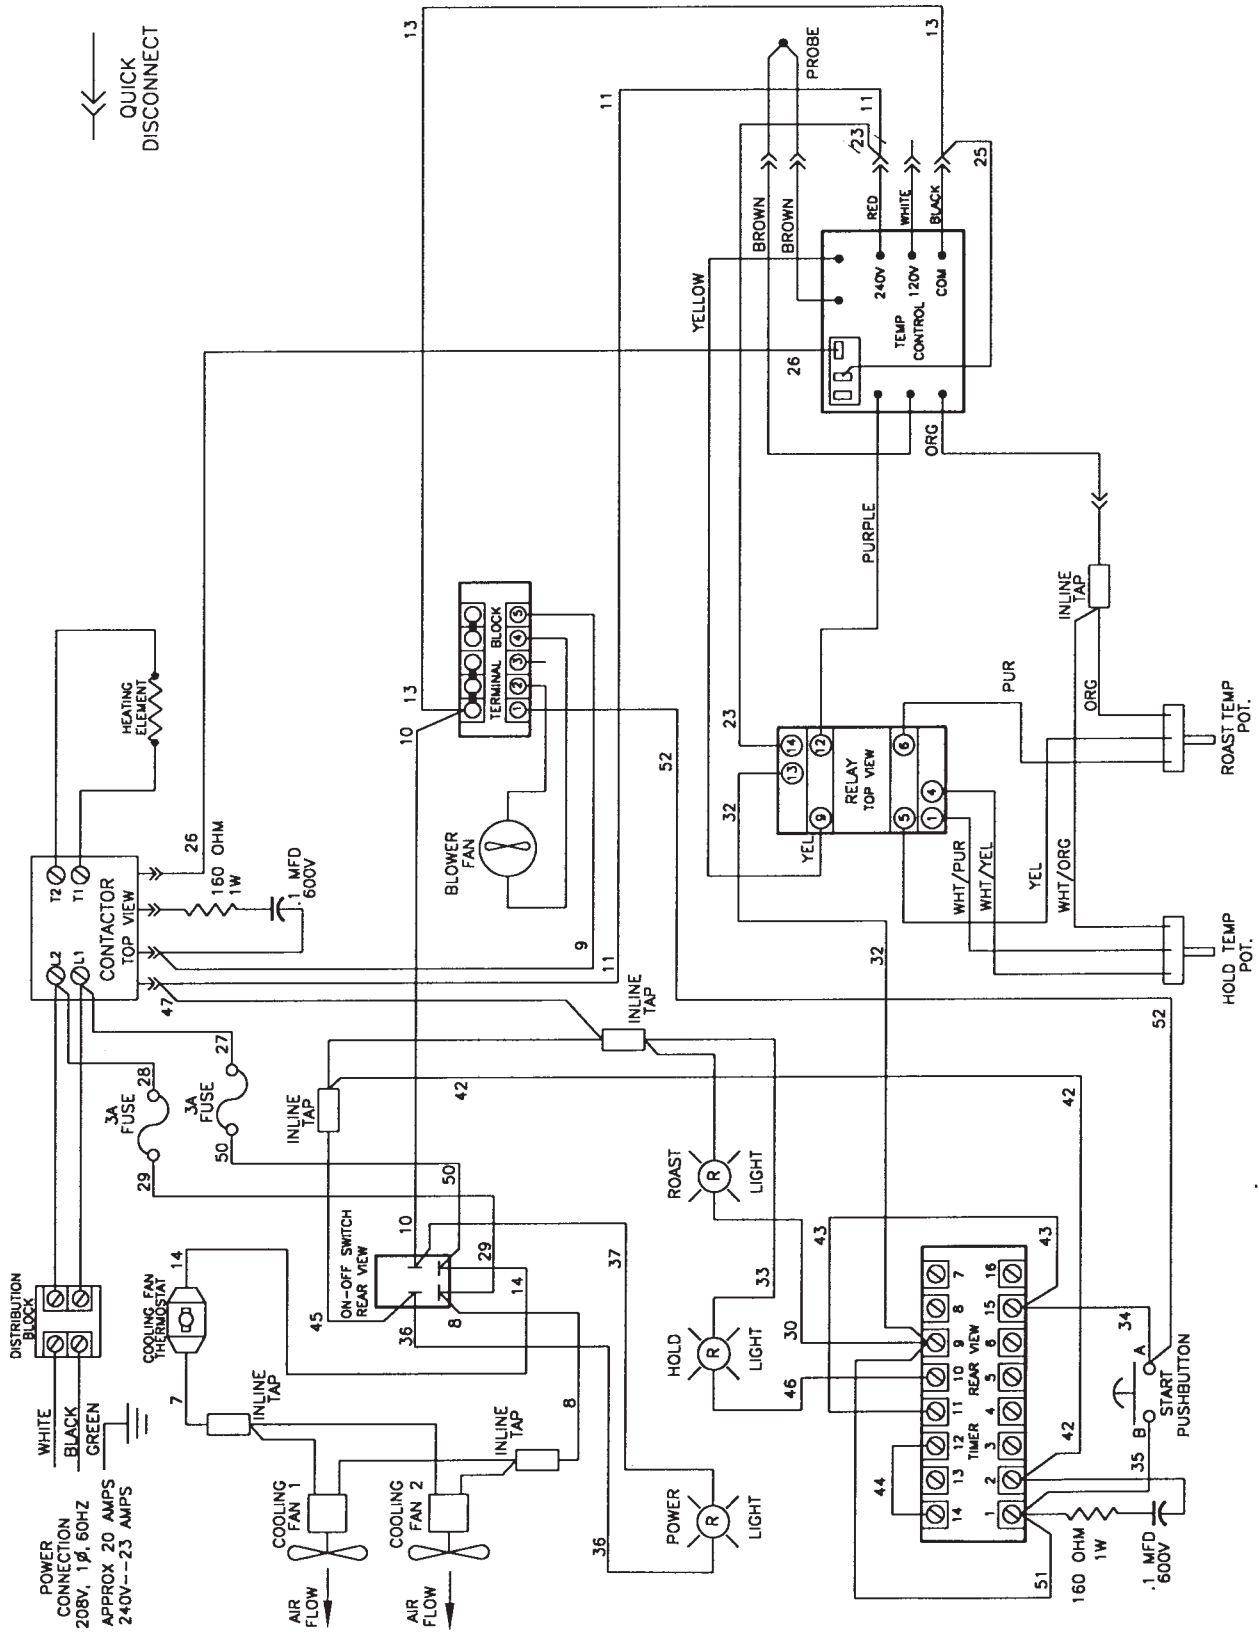 POWER
CONNECTION
208V, 1Ø, 60HZ
APPROX 20 AMPS
240V--23 AMPS
WHITE
BLACK
GREEN
DISTRIBUTION
BLOCK
COOLING FAN
THERMOSTAT
14
7
INLINE
TAP
COOLING
FAN 1
COOLING
FAN 2
AIR
FLOW
AIR
FLOW
INLINE
TAP
8
3A
FUSE
28
29
3A
FUSE
27
50
L2
L1
T2
T1
CONTACTOR
TOP VIEW
47
26
160 OHM
1W
.1 MFD
600V
HEATING
ELEMENT
QUICK
DISCONNECT
ON-OFF SWITCH
REAR VIEW
45
36
8
10
50
29
14
37
36
INLINE
TAP
42
INLINE
TAP
9
11
BLOWER
FAN
10
13
TERMINAL BLOCK
1
2
3
4
5
52
13
13
11
11
PROBE
23
25
BROWN
BROWN
YELLOW
RED
WHITE
BLACK
240V
120V
COM
TEMP
CONTROL
26
ORG
PURPLE
INLINE
TAP
23
32
RELAY
TOP VIEW
14
13
12
9
6
5
4
1
YEL
WHT/PUR
WHT/YEL
YEL
WHT/ORG
PUR
ORG
ROAST TEMP
POT.
HOLD TEMP
POT.
32
52
POWER
LIGHT
R
HOLD
LIGHT
R
ROAST
LIGHT
R
33
30
46
43
43
42
44
14
13
12
11
10
9
8
7
TIMER
REAR VIEW
1
2
3
4
5
6
15
16
51
35
42
34
160 OHM
1W
.1 MFD
600V
B
A
START
PUSHBUTTON